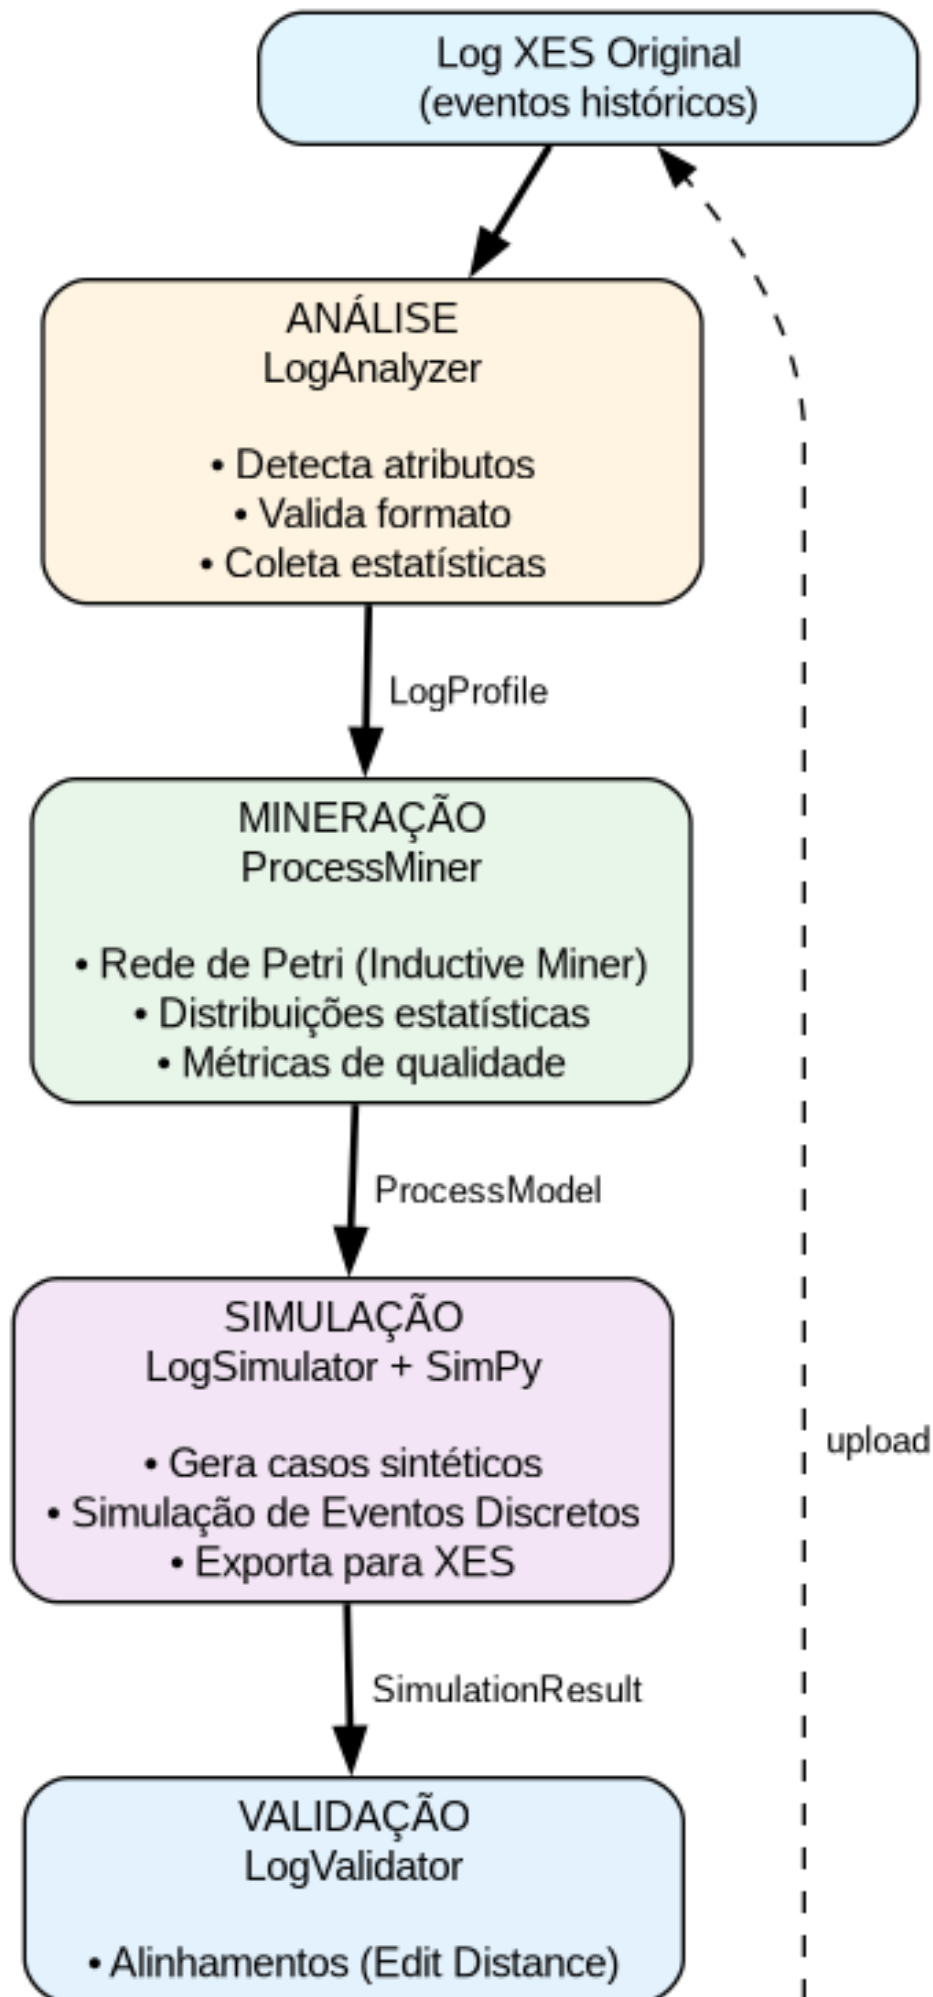 Log XES Original
(eventos históricos)
ANÁLISE
LogAnalyzer
• Detecta atributos
• Valida formato
• Coleta estatísticas
LogProfile
MINERAÇÃO
ProcessMiner
• Rede de Petri (Inductive Miner)
• Distribuições estatísticas
• Métricas de qualidade
ProcessModel
SIMULAÇÃO
LogSimulator + SimPy
• Gera casos sintéticos
• Simulação de Eventos Discretos
• Exporta para XES
upload
SimulationResult
VALIDAÇÃO
LogValidator
• Alinhamentos (Edit Distance)